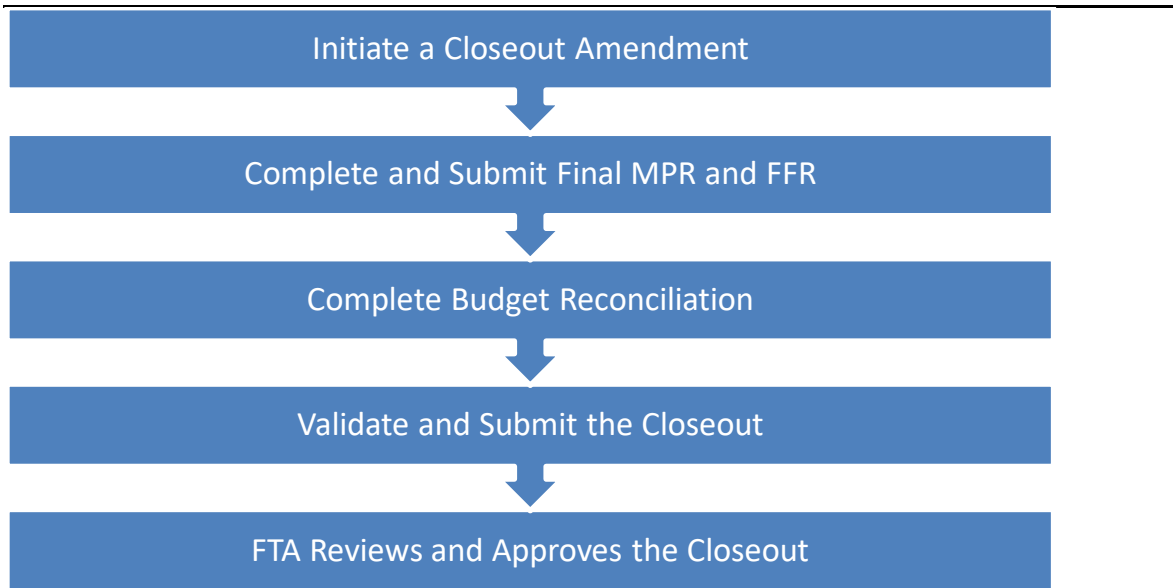 Initiate a Closeout Amendment
Complete and Submit Final MPR and FFR
Complete Budget Reconciliation
Validate and Submit the Closeout
FTA Reviews and Approves the Closeout